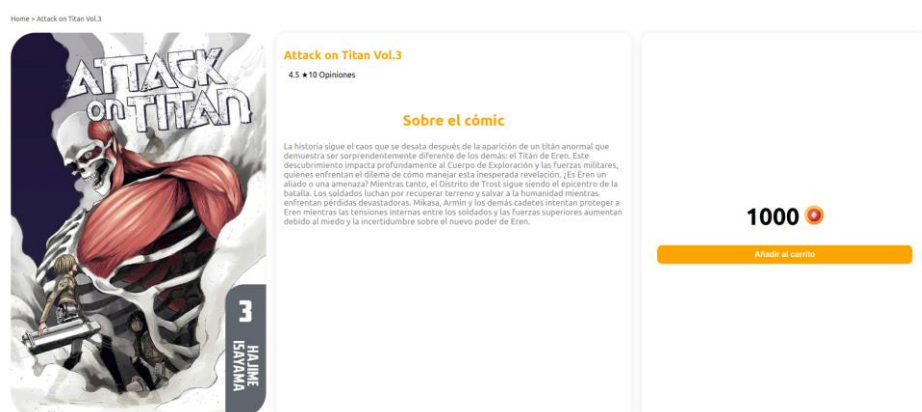 Home > Attack on Titan Vol.3
ATTACK
on TITAN
3
HAJIME
ISAYAMA
Attack on Titan Vol.3
4.5 ★10 Opiniones
Sobre el cómic
La historia sigue el caos que se desata después de la aparición de un titán anormal que
demuestra ser sorprendentemente diferente de los demás: el Titán de Eren. Este
descubrimiento impacta profundamente al Cuerpo de Exploración y las fuerzas militares,
quienes enfrentan el dilema de cómo manejar esta inesperada revelación. ¿Es Eren un
aliado o una amenaza? Mientras tanto, el Distrito de Trost sigue siendo el epicentro de la
batalla. Los soldados luchan por recuperar terreno y salvar a la humanidad mientras
enfrentan pérdidas devastadoras. Mikasa, Armin y los demás cadetes intentan proteger a
Eren mientras las tensiones internas entre los soldados y las fuerzas superiores aumentan
debido al miedo y la incertidumbre sobre el nuevo poder de Eren.
1000
Añadir al carrito